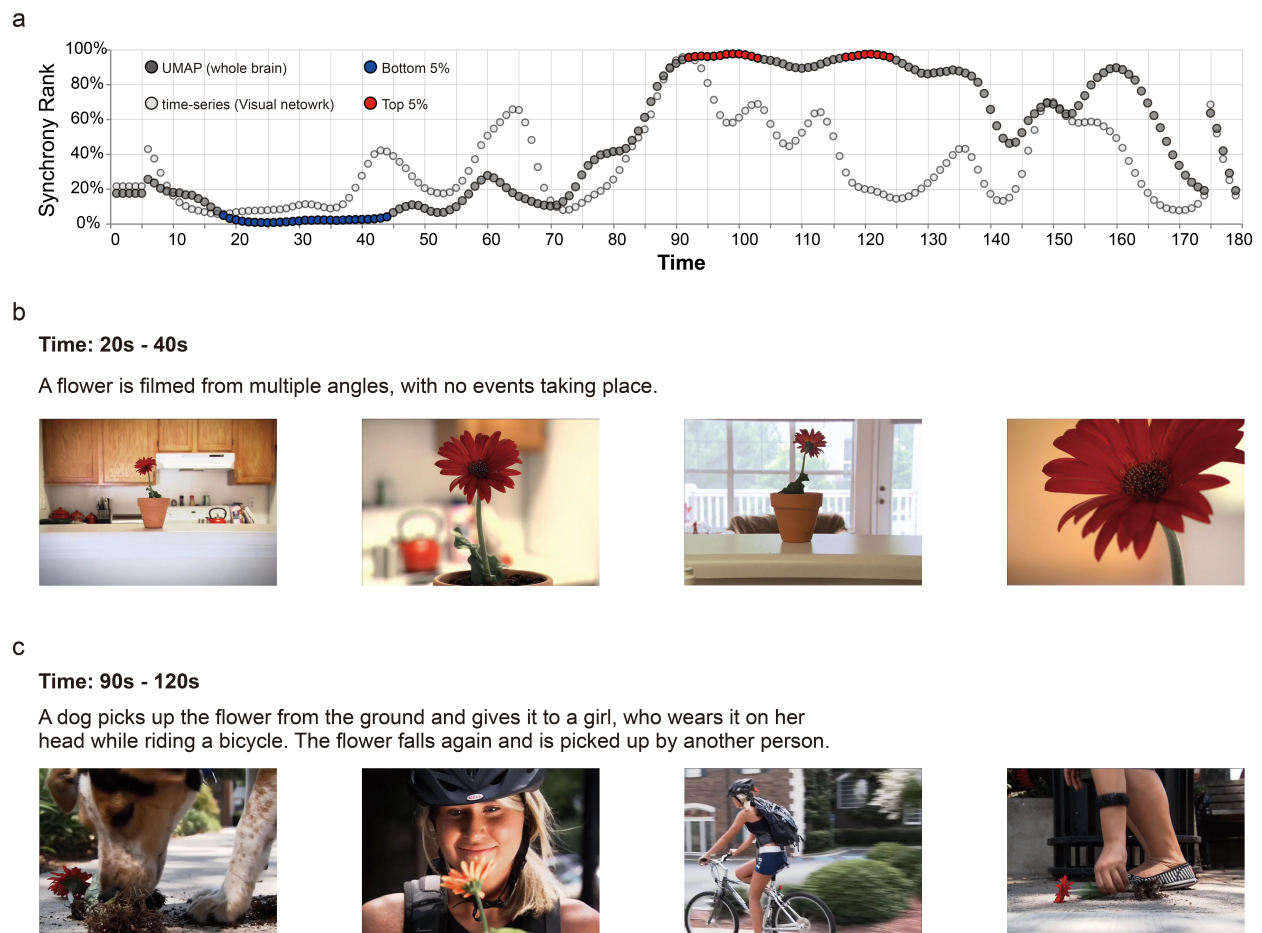 a
100%
80%
60%
40%
20%
0%
Synchrony Rank
UMAP (whole brain)
Bottom 5%
time-series (Visual netowrk)
Top 5%
0 10 20 30 40 50 60 70 80 90 100 110 120 130 140 150 160 170 180
Time
b
Time: 20s - 40s
A flower is filmed from multiple angles, with no events taking place.
c
Time: 90s - 120s
A dog picks up the flower from the ground and gives it to a girl, who wears it on her
head while riding a bicycle. The flower falls again and is picked up by another person.